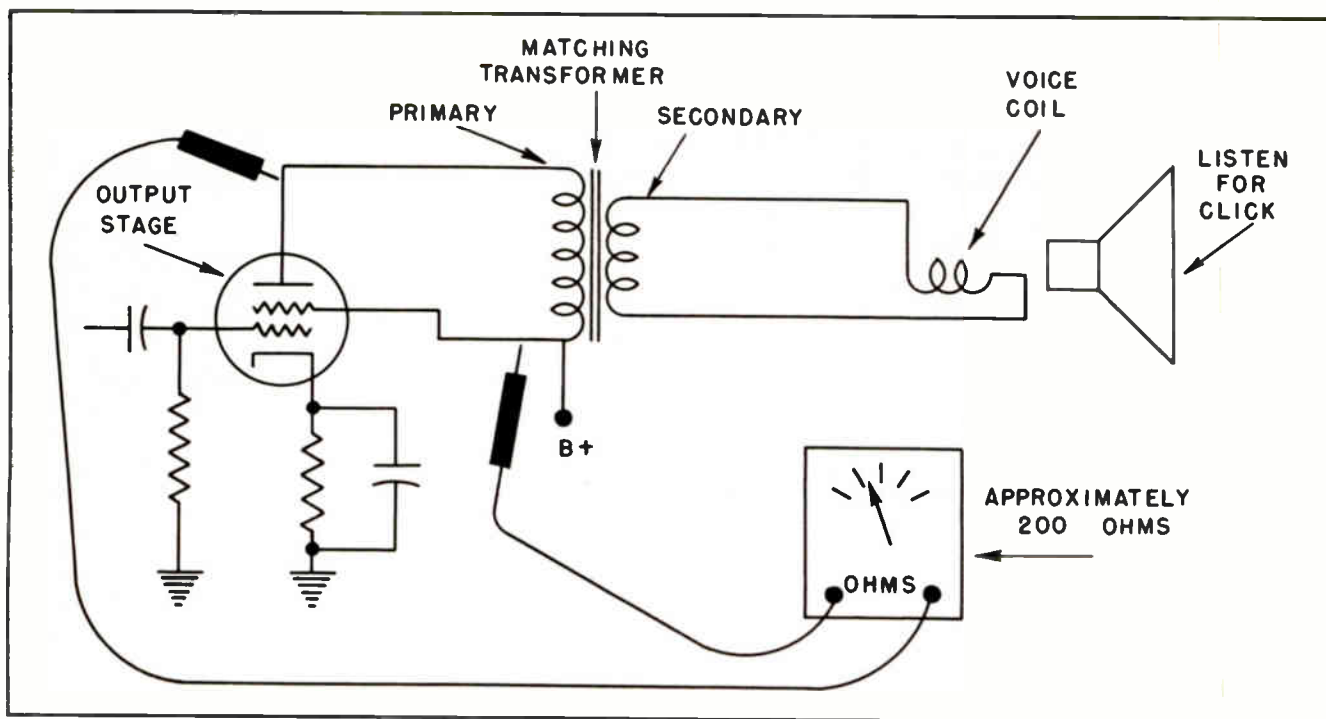 MATCHING
TRANSFORMER
PRIMARY
SECONDARY
VOICE
COIL
LISTEN
FOR
CLICK
OUTPUT
STAGE
B+
APPROXIMATELY
200 OHMS
OHMS